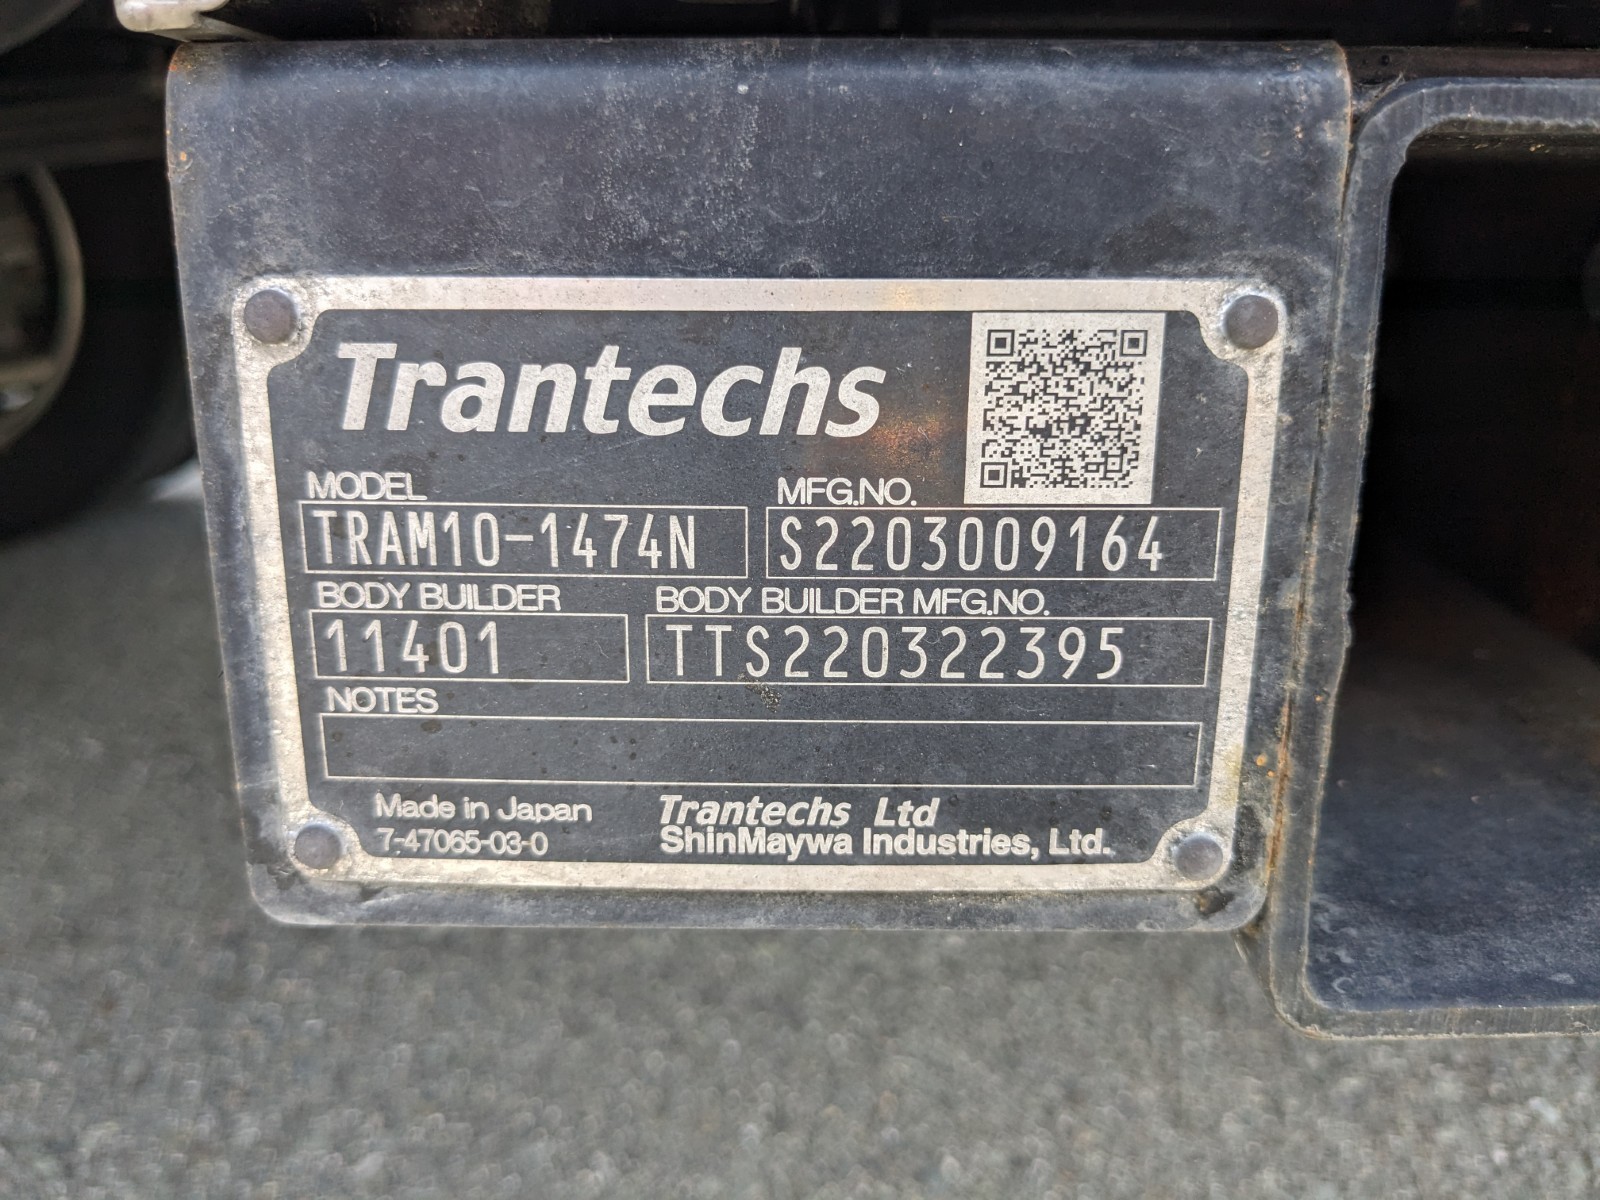 Trantechs
MODEL
MFG.NO.
TRAM10-1474N
S2203009164
BODY BUILDER
BODY BUILDER MFG.NO.
11401
TTS220322395
NOTES
Made in Japan
Trantechs Ltd
7-47065-03-0
ShinMaywa Industries, Ltd.